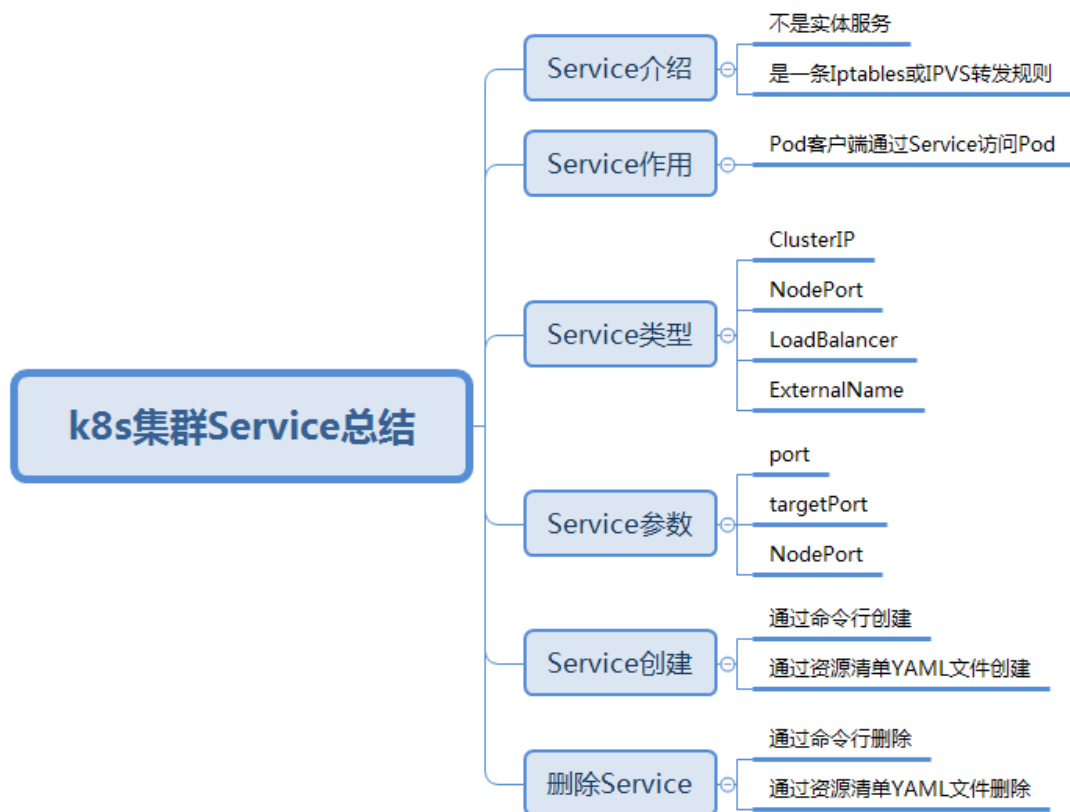 k8s集群Service总结
Service介绍
不是实体服务
是一条Iptables或IPVS转发规则
Service作用
Pod客户端通过Service访问Pod
Service类型
ClusterIP
NodePort
LoadBalancer
ExternalName
Service参数
port
targetPort
NodePort
Service创建
通过命令行创建
通过资源清单YAML文件创建
删除Service
通过命令行删除
通过资源清单YAML文件删除